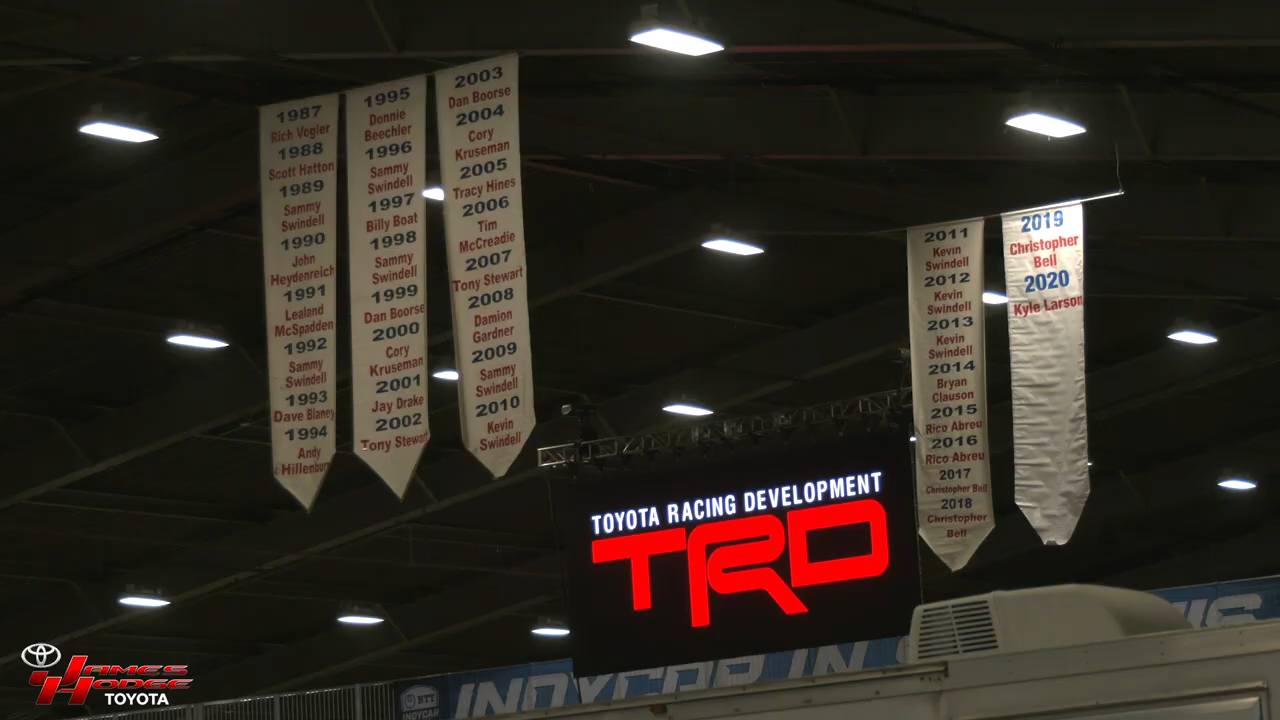 1987
Rich Vogler
1988
Scott Hatton
1989
Sammy
Swindell
1990
John
Heydenreich
1991
Lealand
McSpadden
1992
Sammy
Swindell
1993
Dave Blaney
1994
Andy
Hillenburg
1995
Donnie
Beechler
1996
Sammy
Swindell
1997
Billy Boat
1998
Sammy
Swindell
1999
Dan Boorse
2000
Cory
Kruseman
2001
Jay Drake
2002
Tony Stewart
2003
Dan Boorse
2004
Cory
Kruseman
2005
Tracy Hines
2006
Tim
McCreadie
2007
Tony Stewart
2008
Damion
Gardner
2009
Sammy
Swindell
2010
Kevin
Swindell
2011
Kevin
Swindell
2012
Kevin
Swindell
2013
Kevin
Swindell
2014
Bryan
Clauson
2015
Rico Abreu
2016
Rico Abreu
2017
Christopher Bell
2018
Christopher
Bell
2019
Christopher
Bell
2020
Kyle Larson
TOYOTA RACING DEVELOPMENT
TRD
NTT
INDYCAR
INDYCAR IN
JAMES
HODGE
TOYOTA